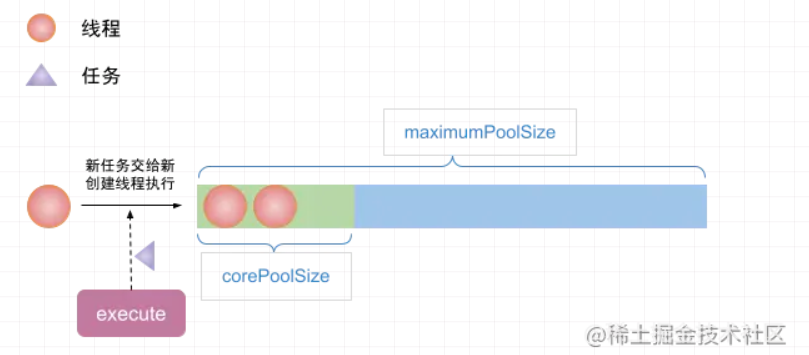 线程
任务
maximumPoolSize
新任务交给新
创建线程执行
corePoolSize
execute
@稀土掘金技术社区